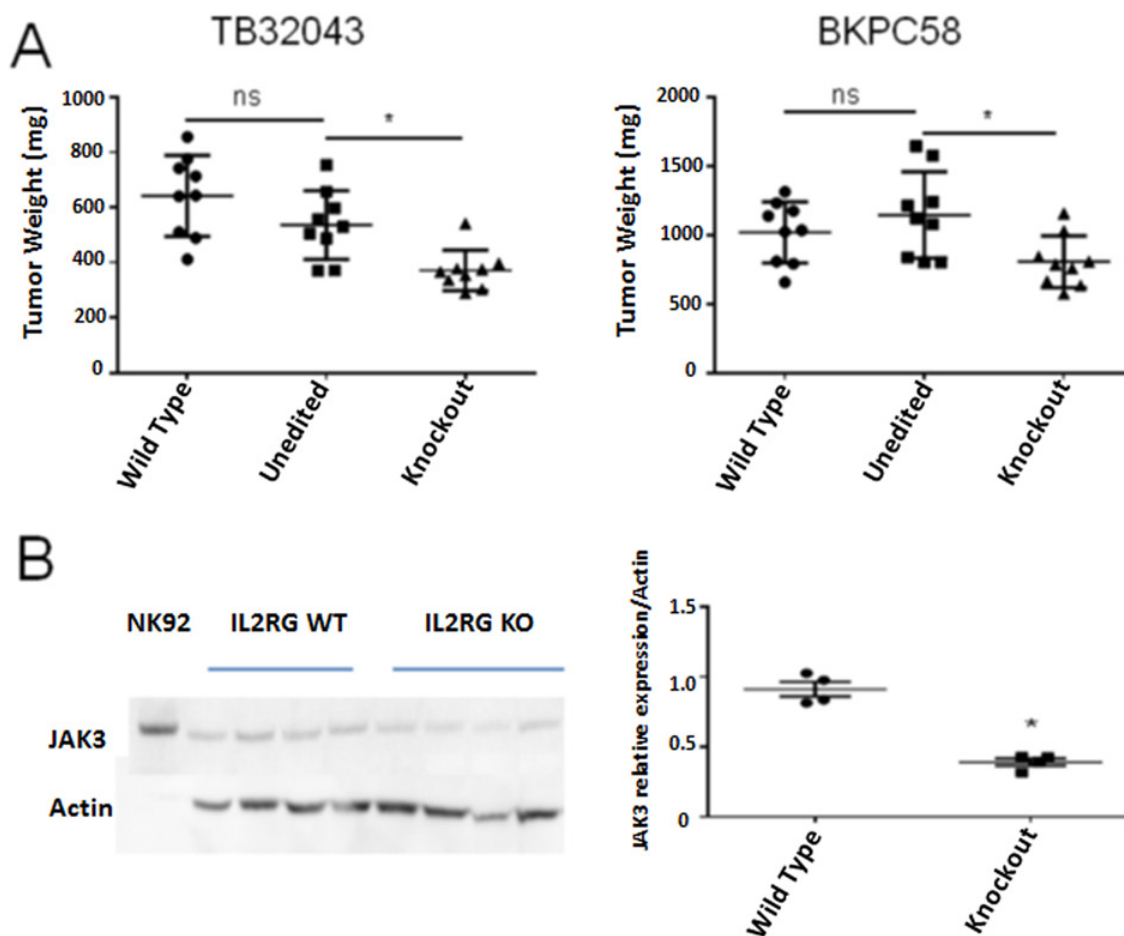 A
TB32043
BKPC58
Tumor Weight (mg)
1000
800
600
400
200
0
ns
*
Wild Type
Unedited
Knockout
Tumor Weight (mg)
2000
1500
1000
500
0
ns
*
Wild Type
Unedited
Knockout
B
NK92 IL2RG WT IL2RG KO
JAK3
Actin
JAK3 relative expression/Actin
1.5
1.0
0.5
0
*
Wild Type
Knockout